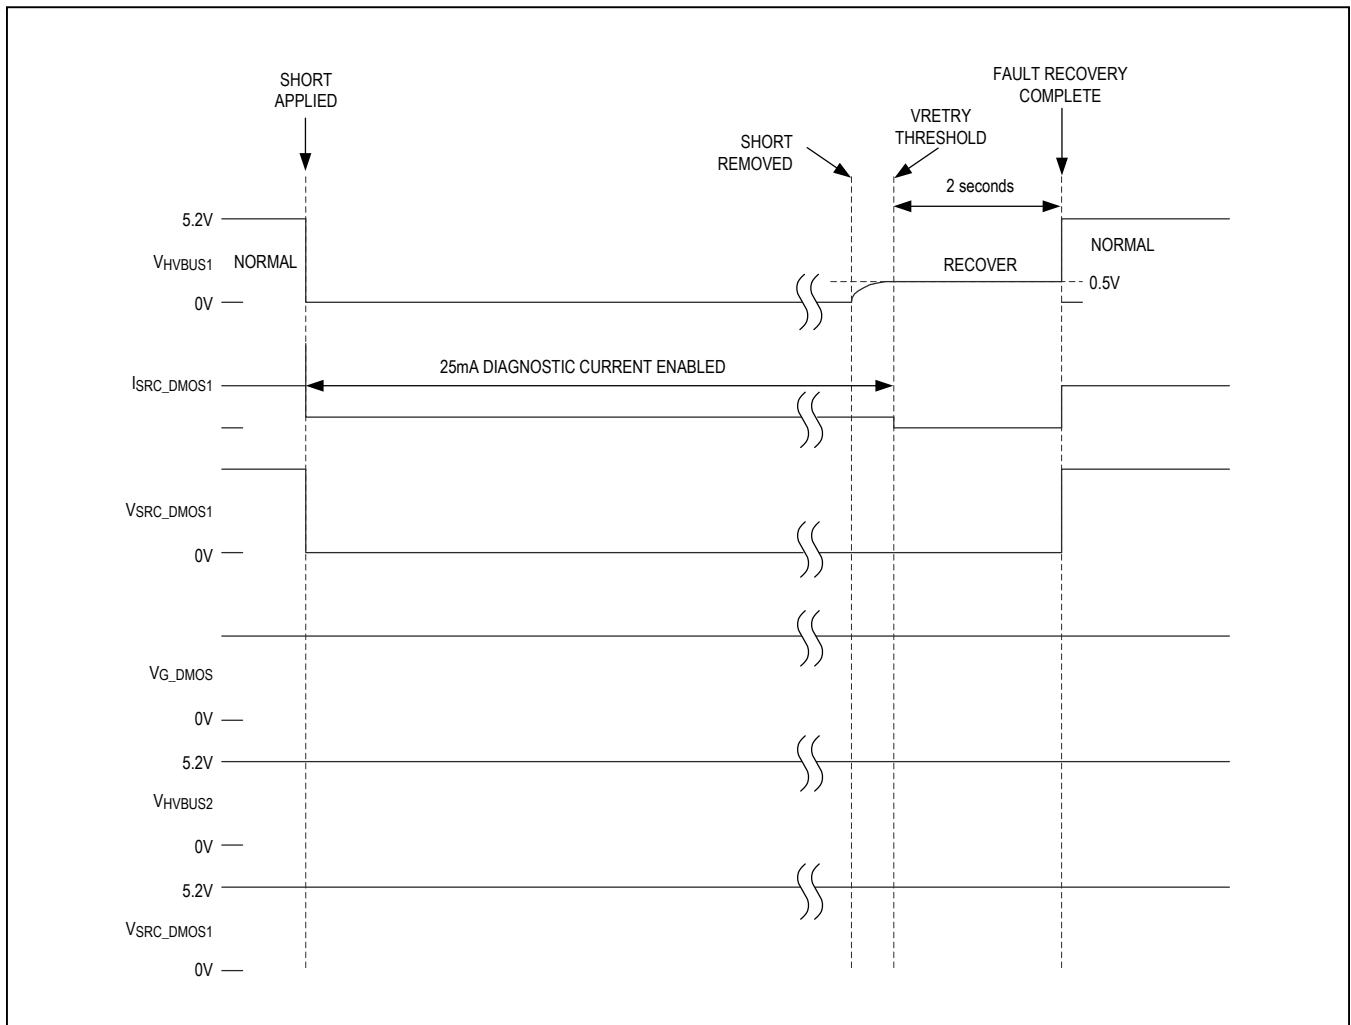 SHORT
APPLIED
FAULT RECOVERY
COMPLETE
VRETRY
THRESHOLD
SHORT
REMOVED
2 seconds
5.2V
VHVBUS1
NORMAL
RECOVER
NORMAL
0V
0.5V
ISRC_DMOS1
25mA DIAGNOSTIC CURRENT ENABLED
VSRC_DMOS1
0V
VG_DMOS
0V
5.2V
VHVBUS2
0V
5.2V
VSRC_DMOS1
0V